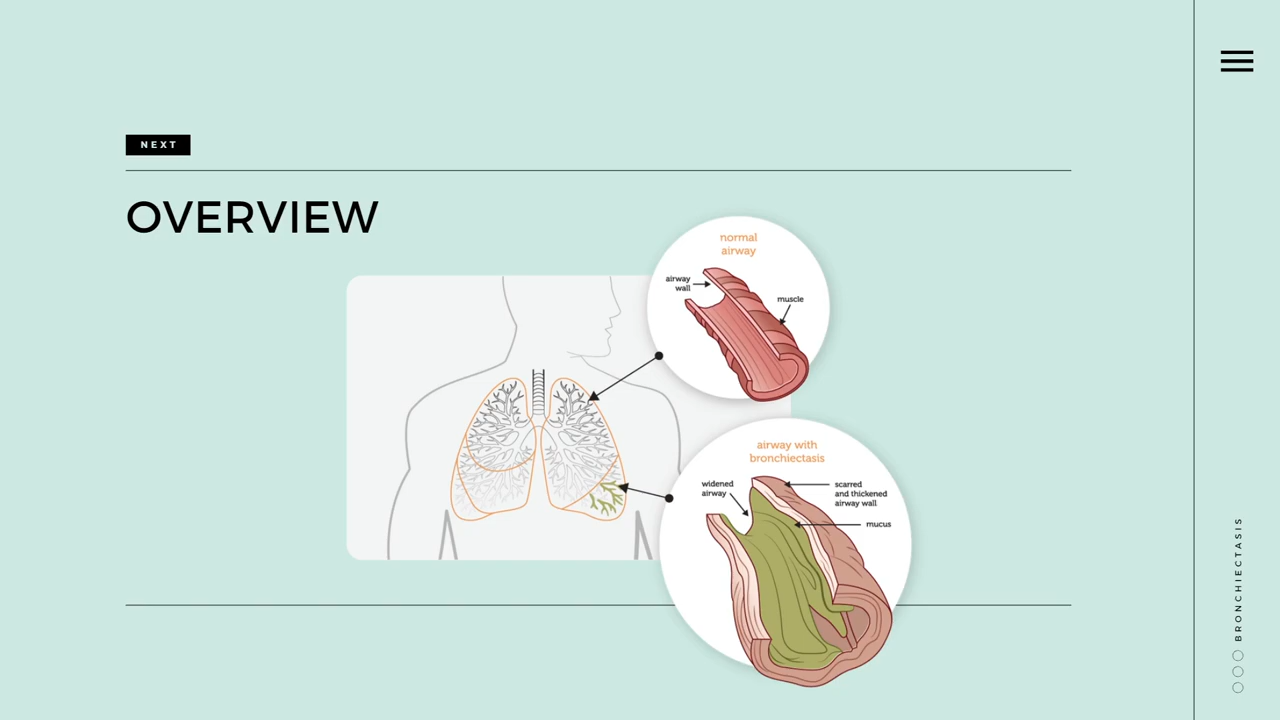 NEXT
OVERVIEW
normal
airway
airway
wall
muscle
airway with
bronchiectasis
widened
airway
scarred
and thickened
airway wall
mucus
BRONCHIECTASIS